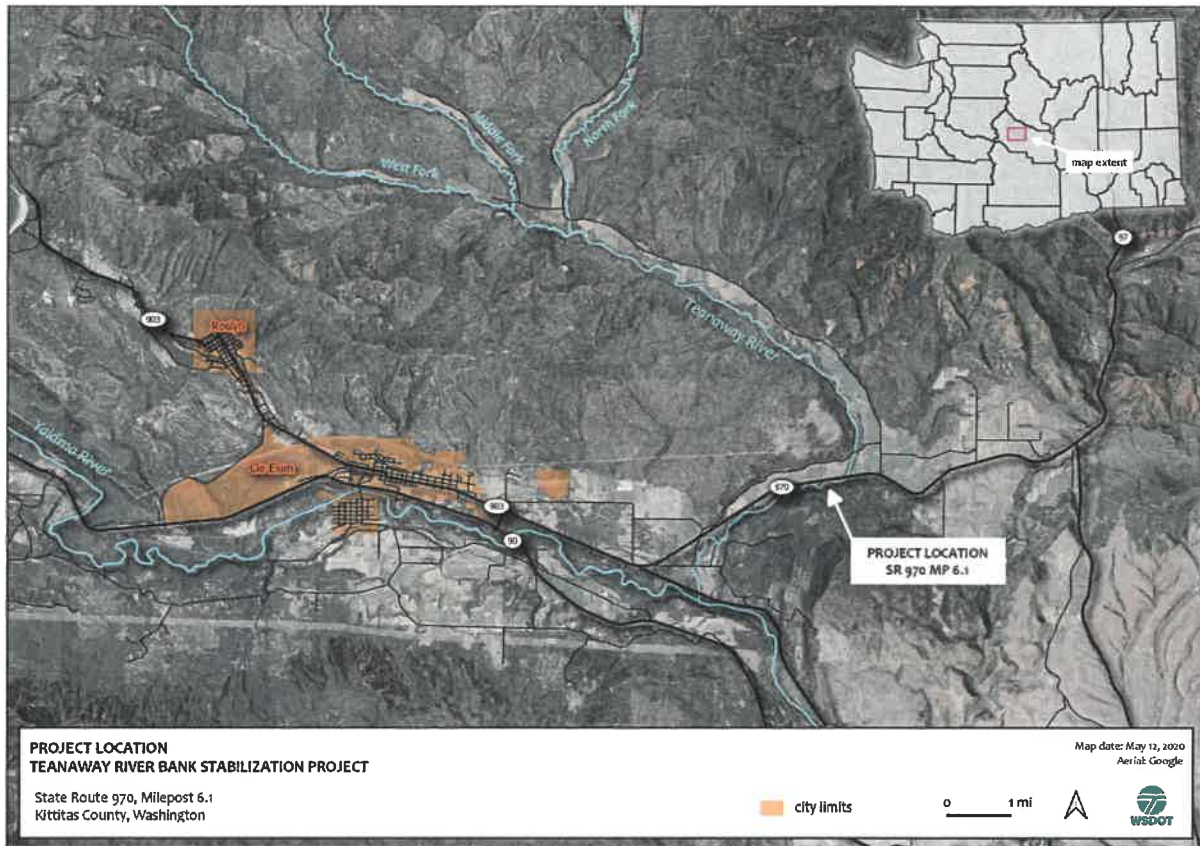 Middle Fork
North Fork
West Fork
map extent
97
903
Roslyn
Teanaway River
Yakima River
Cle Elum
970
903
90
PROJECT LOCATION
SR 970 MP 6.1
PROJECT LOCATION
TEANAWAY RIVER BANK STABILIZATION PROJECT
State Route 970, Milepost 6.1
Kittitas County, Washington
Map date: May 12, 2020
Aerial: Google
city limits
0 1 mi
WSDOT